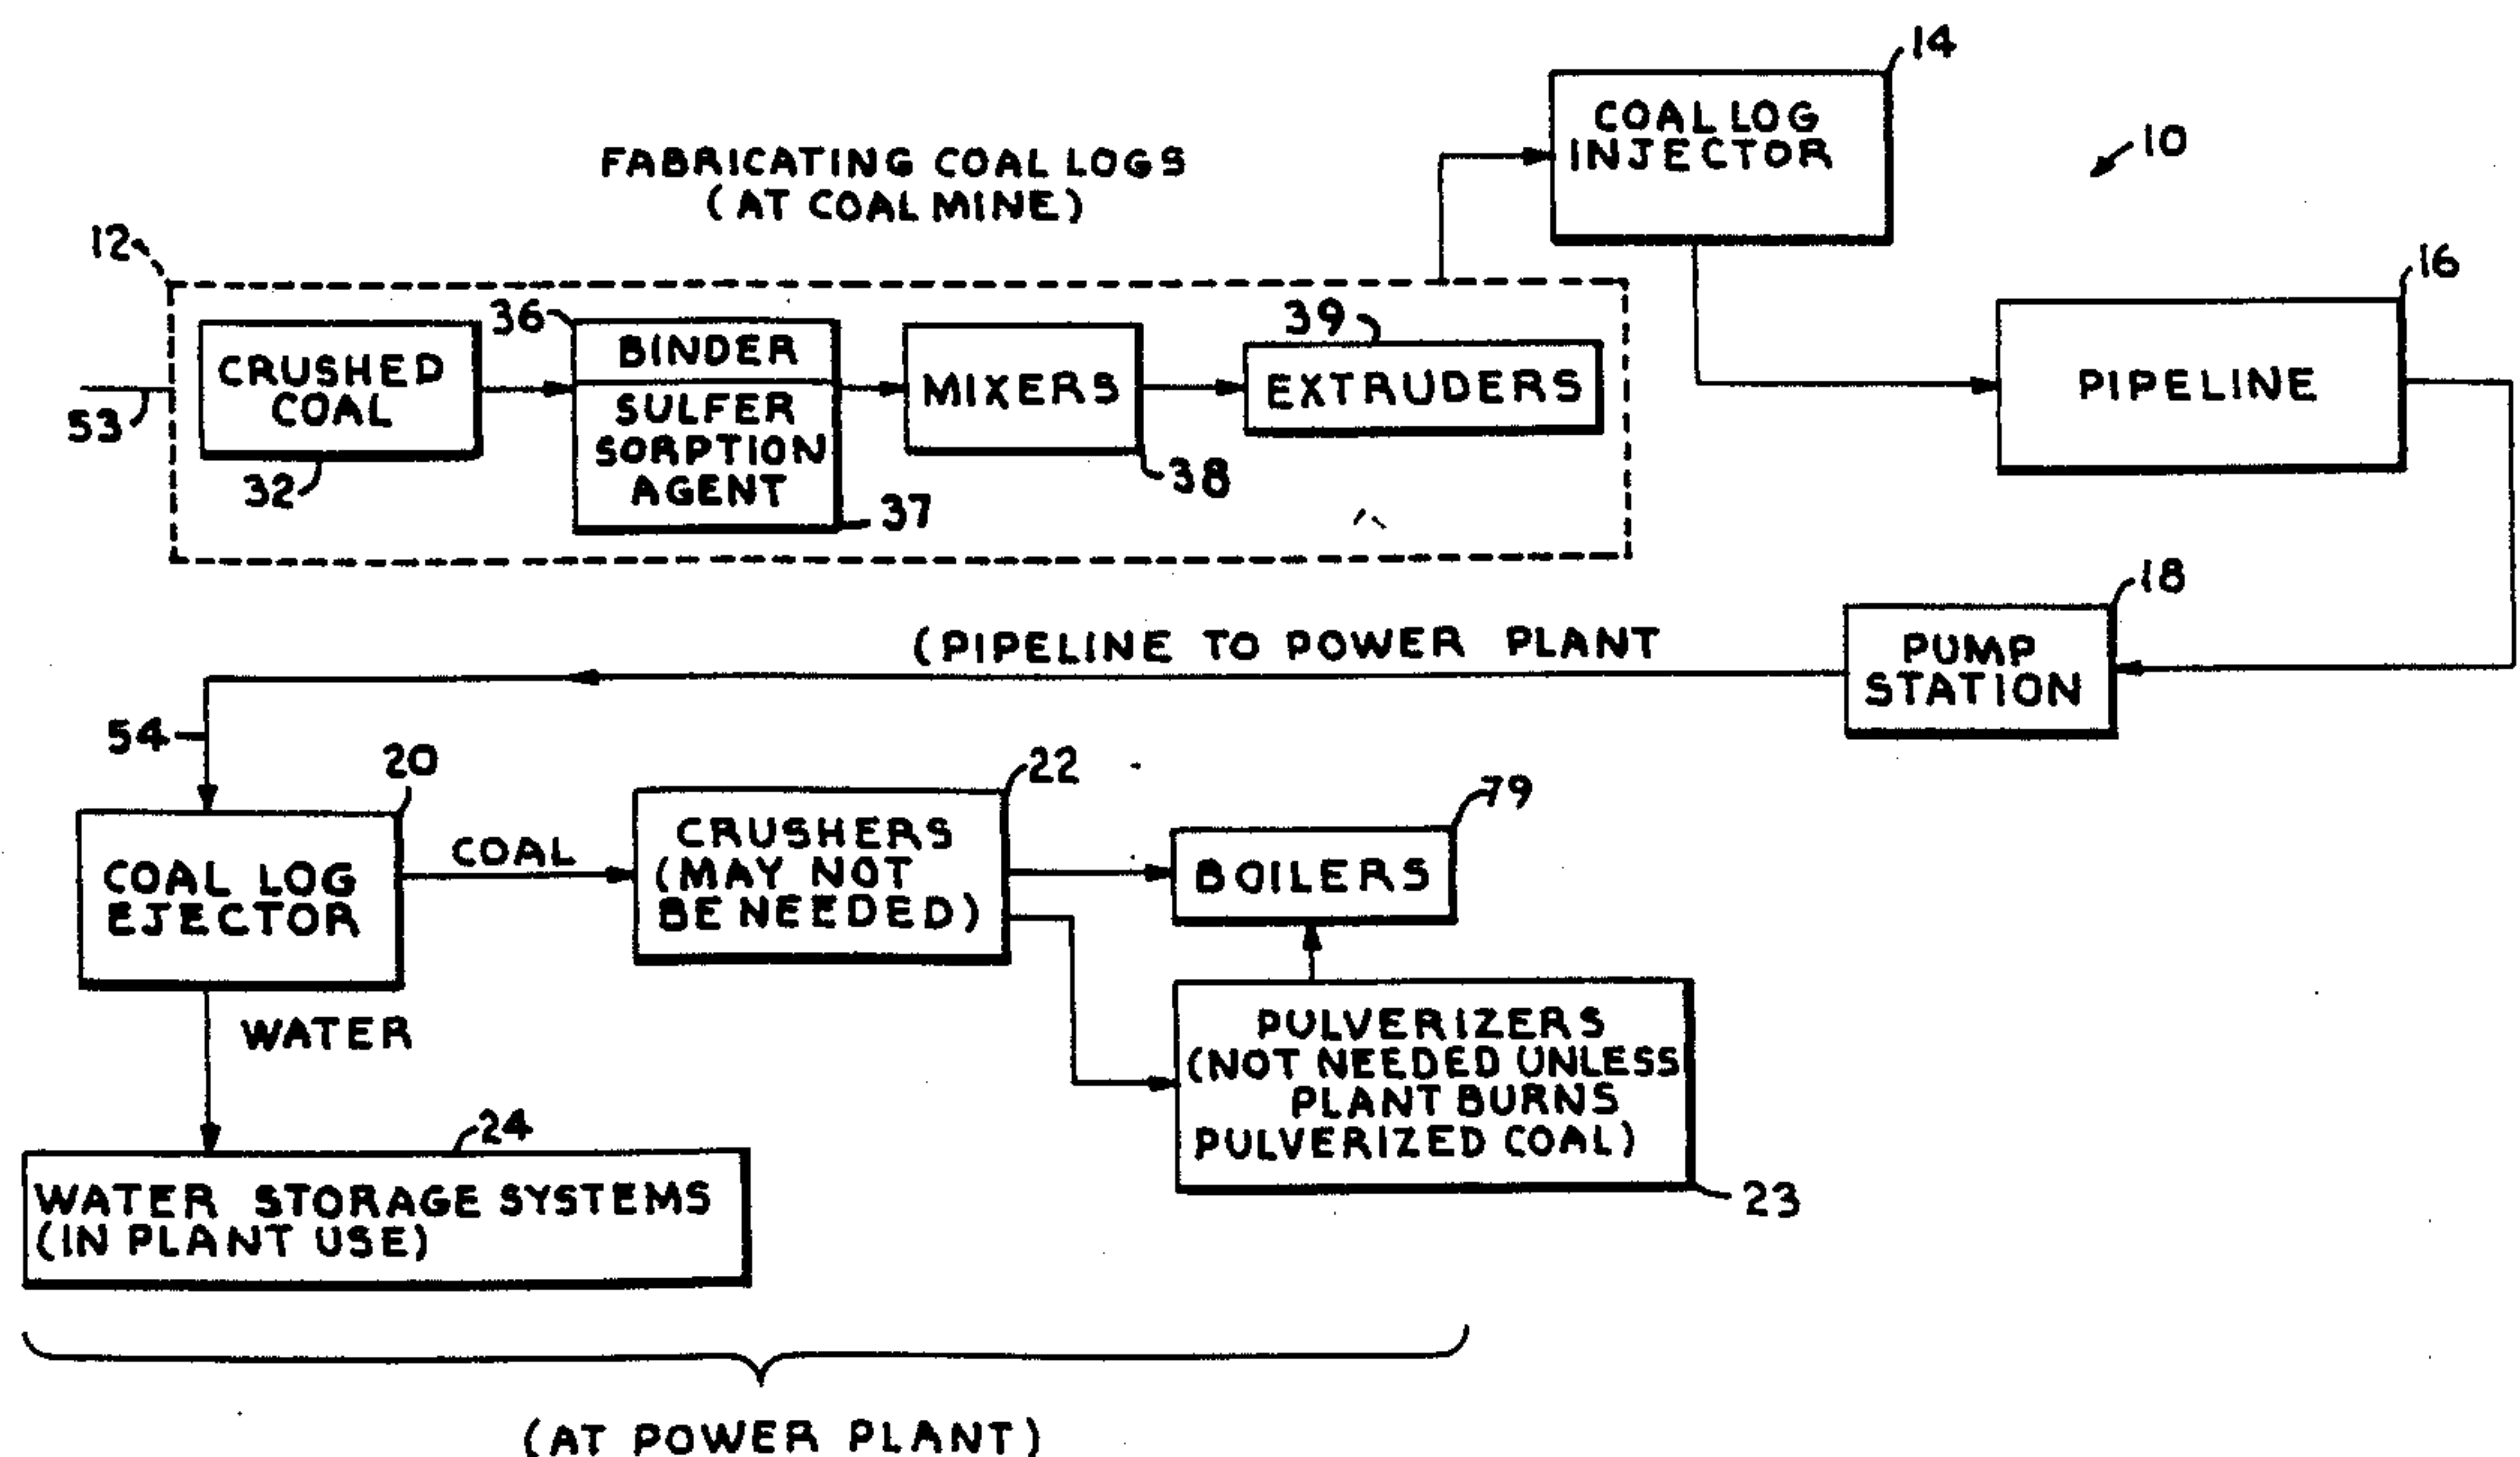 14
COAL LOG
INJECTOR
10
FABRICATING COAL LOGS
(AT COAL MINE)
12
16
36
39
CRUSHED
COAL
BINDER
SULFER
SORPTION
AGENT
MIXERS
EXTRUDERS
PIPELINE
53
32
37
38
18
(PIPELINE TO POWER PLANT
PUMP
STATION
54
20
22
79
COAL LOG
EJECTOR
COAL
CRUSHERS
(MAY NOT
BE NEEDED)
BOILERS
WATER
PULVERIZERS
(NOT NEEDED UNLESS
PLANT BURNS
PULVERIZED COAL)
24
23
WATER STORAGE SYSTEMS
(IN PLANT USE)
(AT POWER PLANT)